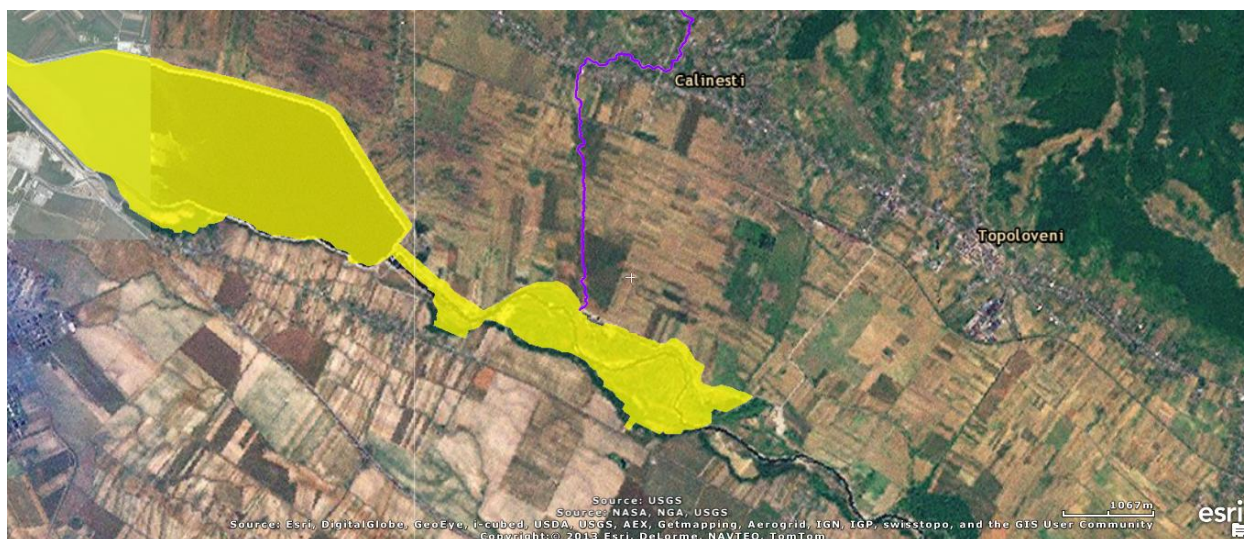 Calinesti
Topoloveni
Source: USGS
Source: NASA, NGA, USGS
Source: Esri, DigitalGlobe, GeoEye, i-cubed, USDA, USGS, AEX, Getmapping, Aerogrid, IGN, IGP, swisstopo, and the GIS User Community
Copyright:© 2013 Esri, DeLorme, NAVTEQ, TomTom
1067m
esri